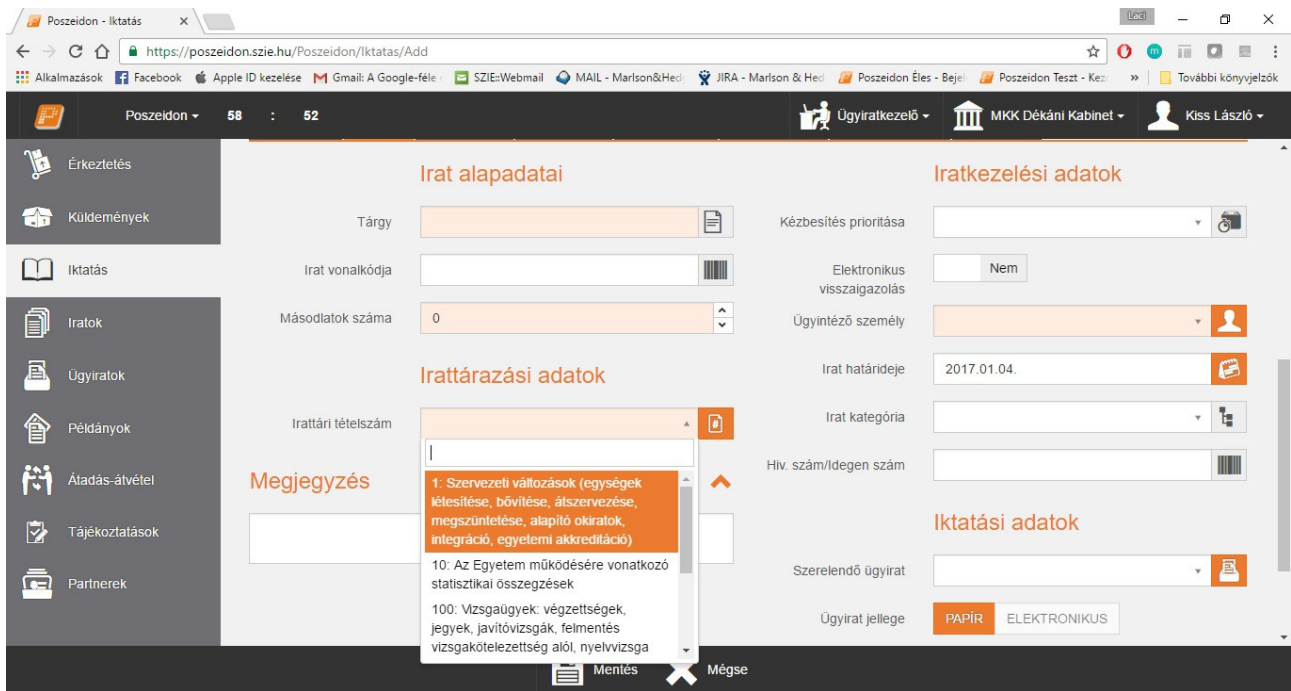 Poseidon - Iktatás
Laci
https://poszeidon.szie.hu/Poszeidon/Iktatas/Add
Alkalmazások Facebook Apple ID kezelése Gmail: A Google-féle SZIE::Webmail MAIL - Marlson&Hed JIRA - Marlson & Hed Poszeidon Éles - Bejel Poszeidon Teszt - Kez » További könyvjelzők
Poszeidon 58 : 52 Ügyiratkezelő MKK Dékáni Kabinet Kiss László
Érkeztetés
Küldemények
Iktatás
Iratok
Ügyiratok
Példányok
Átadás-átvétel
Tájékoztatások
Partnerek
Irat alapadatai
Tárgy
Irat vonalkódja
Másodlatok száma 0
Irattárazási adatok
Irattári tételszám
1: Szervezeti változások (egységek
létesítése, bővítése, átszervezése,
megszüntetése, alapító okiratok,
integráció, egyetemi akkreditáció)
10: Az Egyetem működésére vonatkozó
statisztikai összegzések
100: Vizsgaügyek: végzettségek,
jegyek, javítóvizsgák, felmentés
vizsgakötelezettség alól, nyelvvizsga
Megjegyzés
Iratkezelési adatok
Kézbesítés prioritása
Elektronikus
visszaigazolás
Nem
Ügyintéző személy
Irat határideje 2017.01.04.
Irat kategória
Hiv. szám/Idegen szám
Iktatási adatok
Szerelendő ügyirat
Ügyirat jellege PAPÍR ELEKTRONIKUS
Mentés Mégse